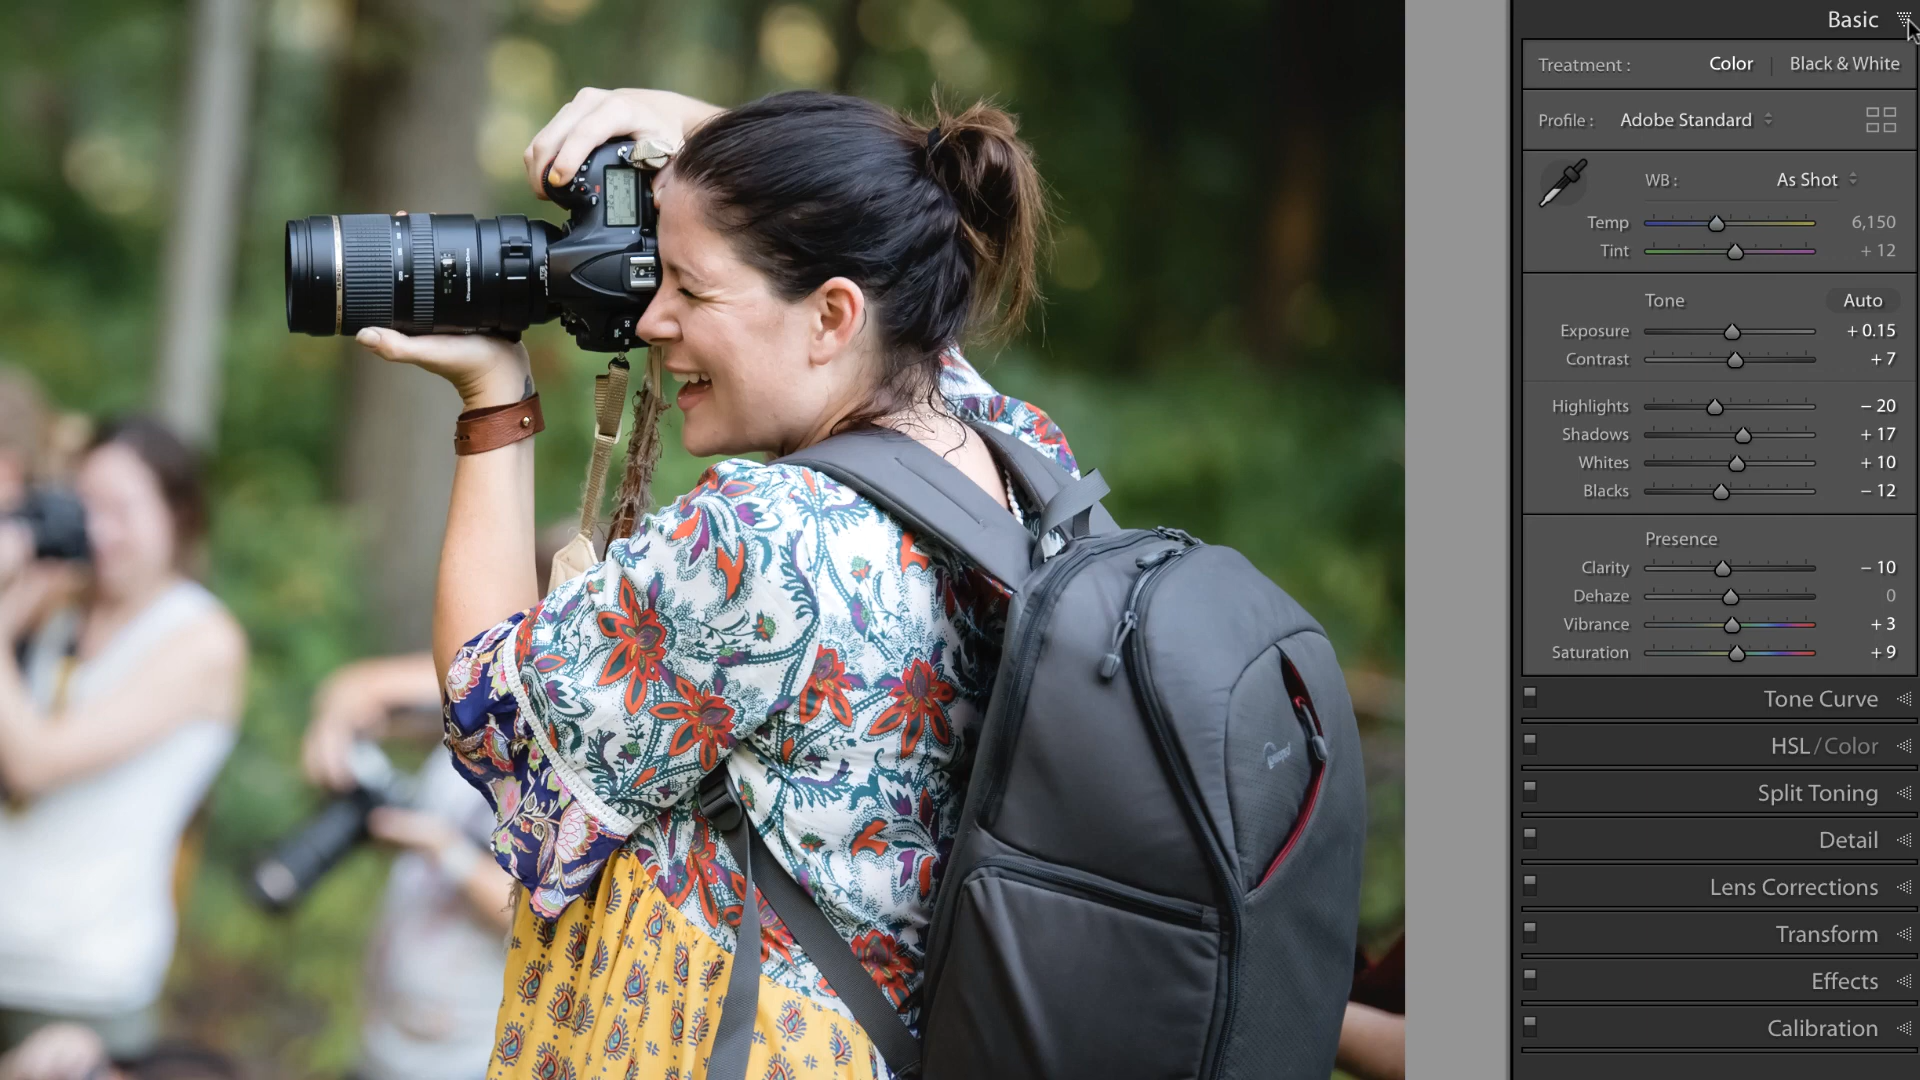 Basic
Treatment : Color | Black & White
Profile : Adobe Standard
WB : As Shot
Temp 6,150
Tint + 12
Tone Auto
Exposure + 0.15
Contrast + 7
Highlights − 20
Shadows + 17
Whites + 10
Blacks − 12
Presence
Clarity − 10
Dehaze 0
Vibrance + 3
Saturation + 9
Tone Curve
HSL / Color
Split Toning
Detail
Lens Corrections
Transform
Effects
Calibration